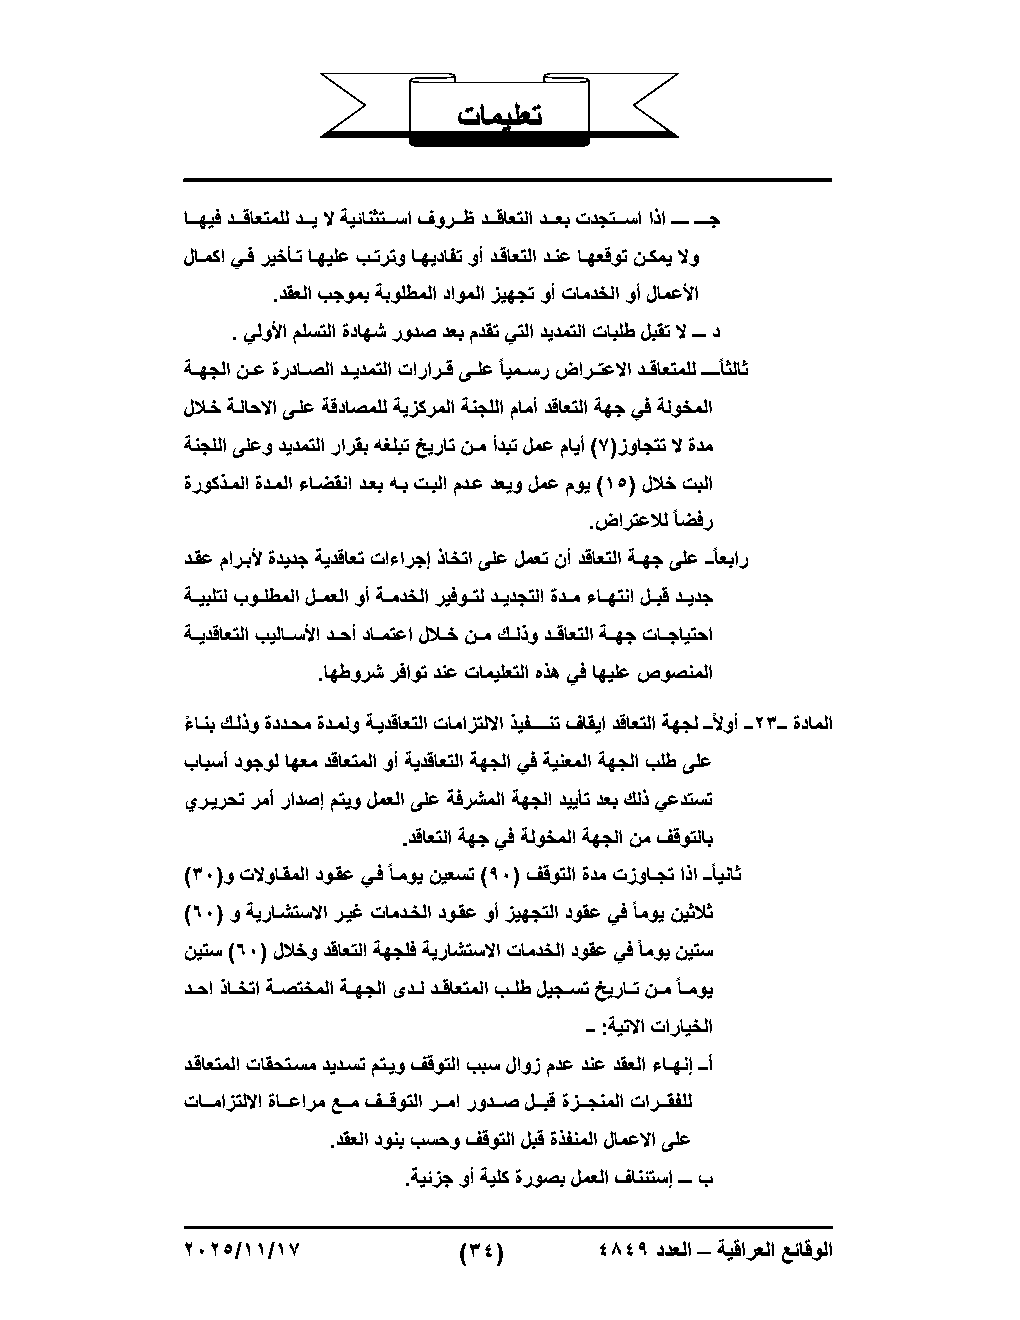 تعليمات
جـ ــ اذا استجدت بعد التعاقد ظروف استثنائية لا يد للمتعاقد فيها
ولا يمكن توقعها عند التعاقد أو تفاديها وترتب عليها تأخير في اكمال
الأعمال أو الخدمات أو تجهيز المواد المطلوبة بموجب العقد.
د ــ لا تقبل طلبات التمديد التي تقدم بعد صدور شهادة التسلم الأولي .
ثالثاًــ للمتعاقد الاعتراض رسمياً على قرارات التمديد الصادرة عن الجهة
المخولة في جهة التعاقد أمام اللجنة المركزية للمصادقة على الاحالة خلال
مدة لا تتجاوز(٧) أيام عمل تبدأ من تاريخ تبلغه بقرار التمديد وعلى اللجنة
البت خلال (١٥) يوم عمل ويعد عدم البت به بعد انقضاء المدة المذكورة
رفضاً للاعتراض.
رابعاًـ على جهة التعاقد أن تعمل على اتخاذ إجراءات تعاقدية جديدة لأبرام عقد
جديد قبل انتهاء مدة التجديد لتوفير الخدمة أو العمل المطلوب لتلبية
احتياجات جهة التعاقد وذلك من خلال اعتماد أحد الأساليب التعاقدية
المنصوص عليها في هذه التعليمات عند توافر شروطها.
المادة ـ٢٣ـ أولاًـ لجهة التعاقد ايقاف تنفيذ الالتزامات التعاقدية ولمدة محددة وذلك بناءً
على طلب الجهة المعنية في الجهة التعاقدية أو المتعاقد معها لوجود أسباب
تستدعي ذلك بعد تأييد الجهة المشرفة على العمل ويتم إصدار أمر تحريري
بالتوقف من الجهة المخولة في جهة التعاقد.
ثانياًـ اذا تجاوزت مدة التوقف (٩٠) تسعين يوماً في عقود المقاولات و(٣٠)
ثلاثين يوماً في عقود التجهيز أو عقود الخدمات غير الاستشارية و (٦٠)
ستين يوماً في عقود الخدمات الاستشارية فلجهة التعاقد وخلال (٦٠) ستين
يوماً من تاريخ تسجيل طلب المتعاقد لدى الجهة المختصة اتخاذ احد
الخيارات الاتية: ـ
أـ إنهاء العقد عند عدم زوال سبب التوقف ويتم تسديد مستحقات المتعاقد
للفقرات المنجزة قبل صدور امر التوقف مع مراعاة الالتزامات
على الاعمال المنفذة قبل التوقف وحسب بنود العقد.
ب ــ إستئناف العمل بصورة كلية أو جزئية.
الوقائع العراقية – العدد ٤٨٤٩ (٣٤) ٢٠٢٥/١١/١٧